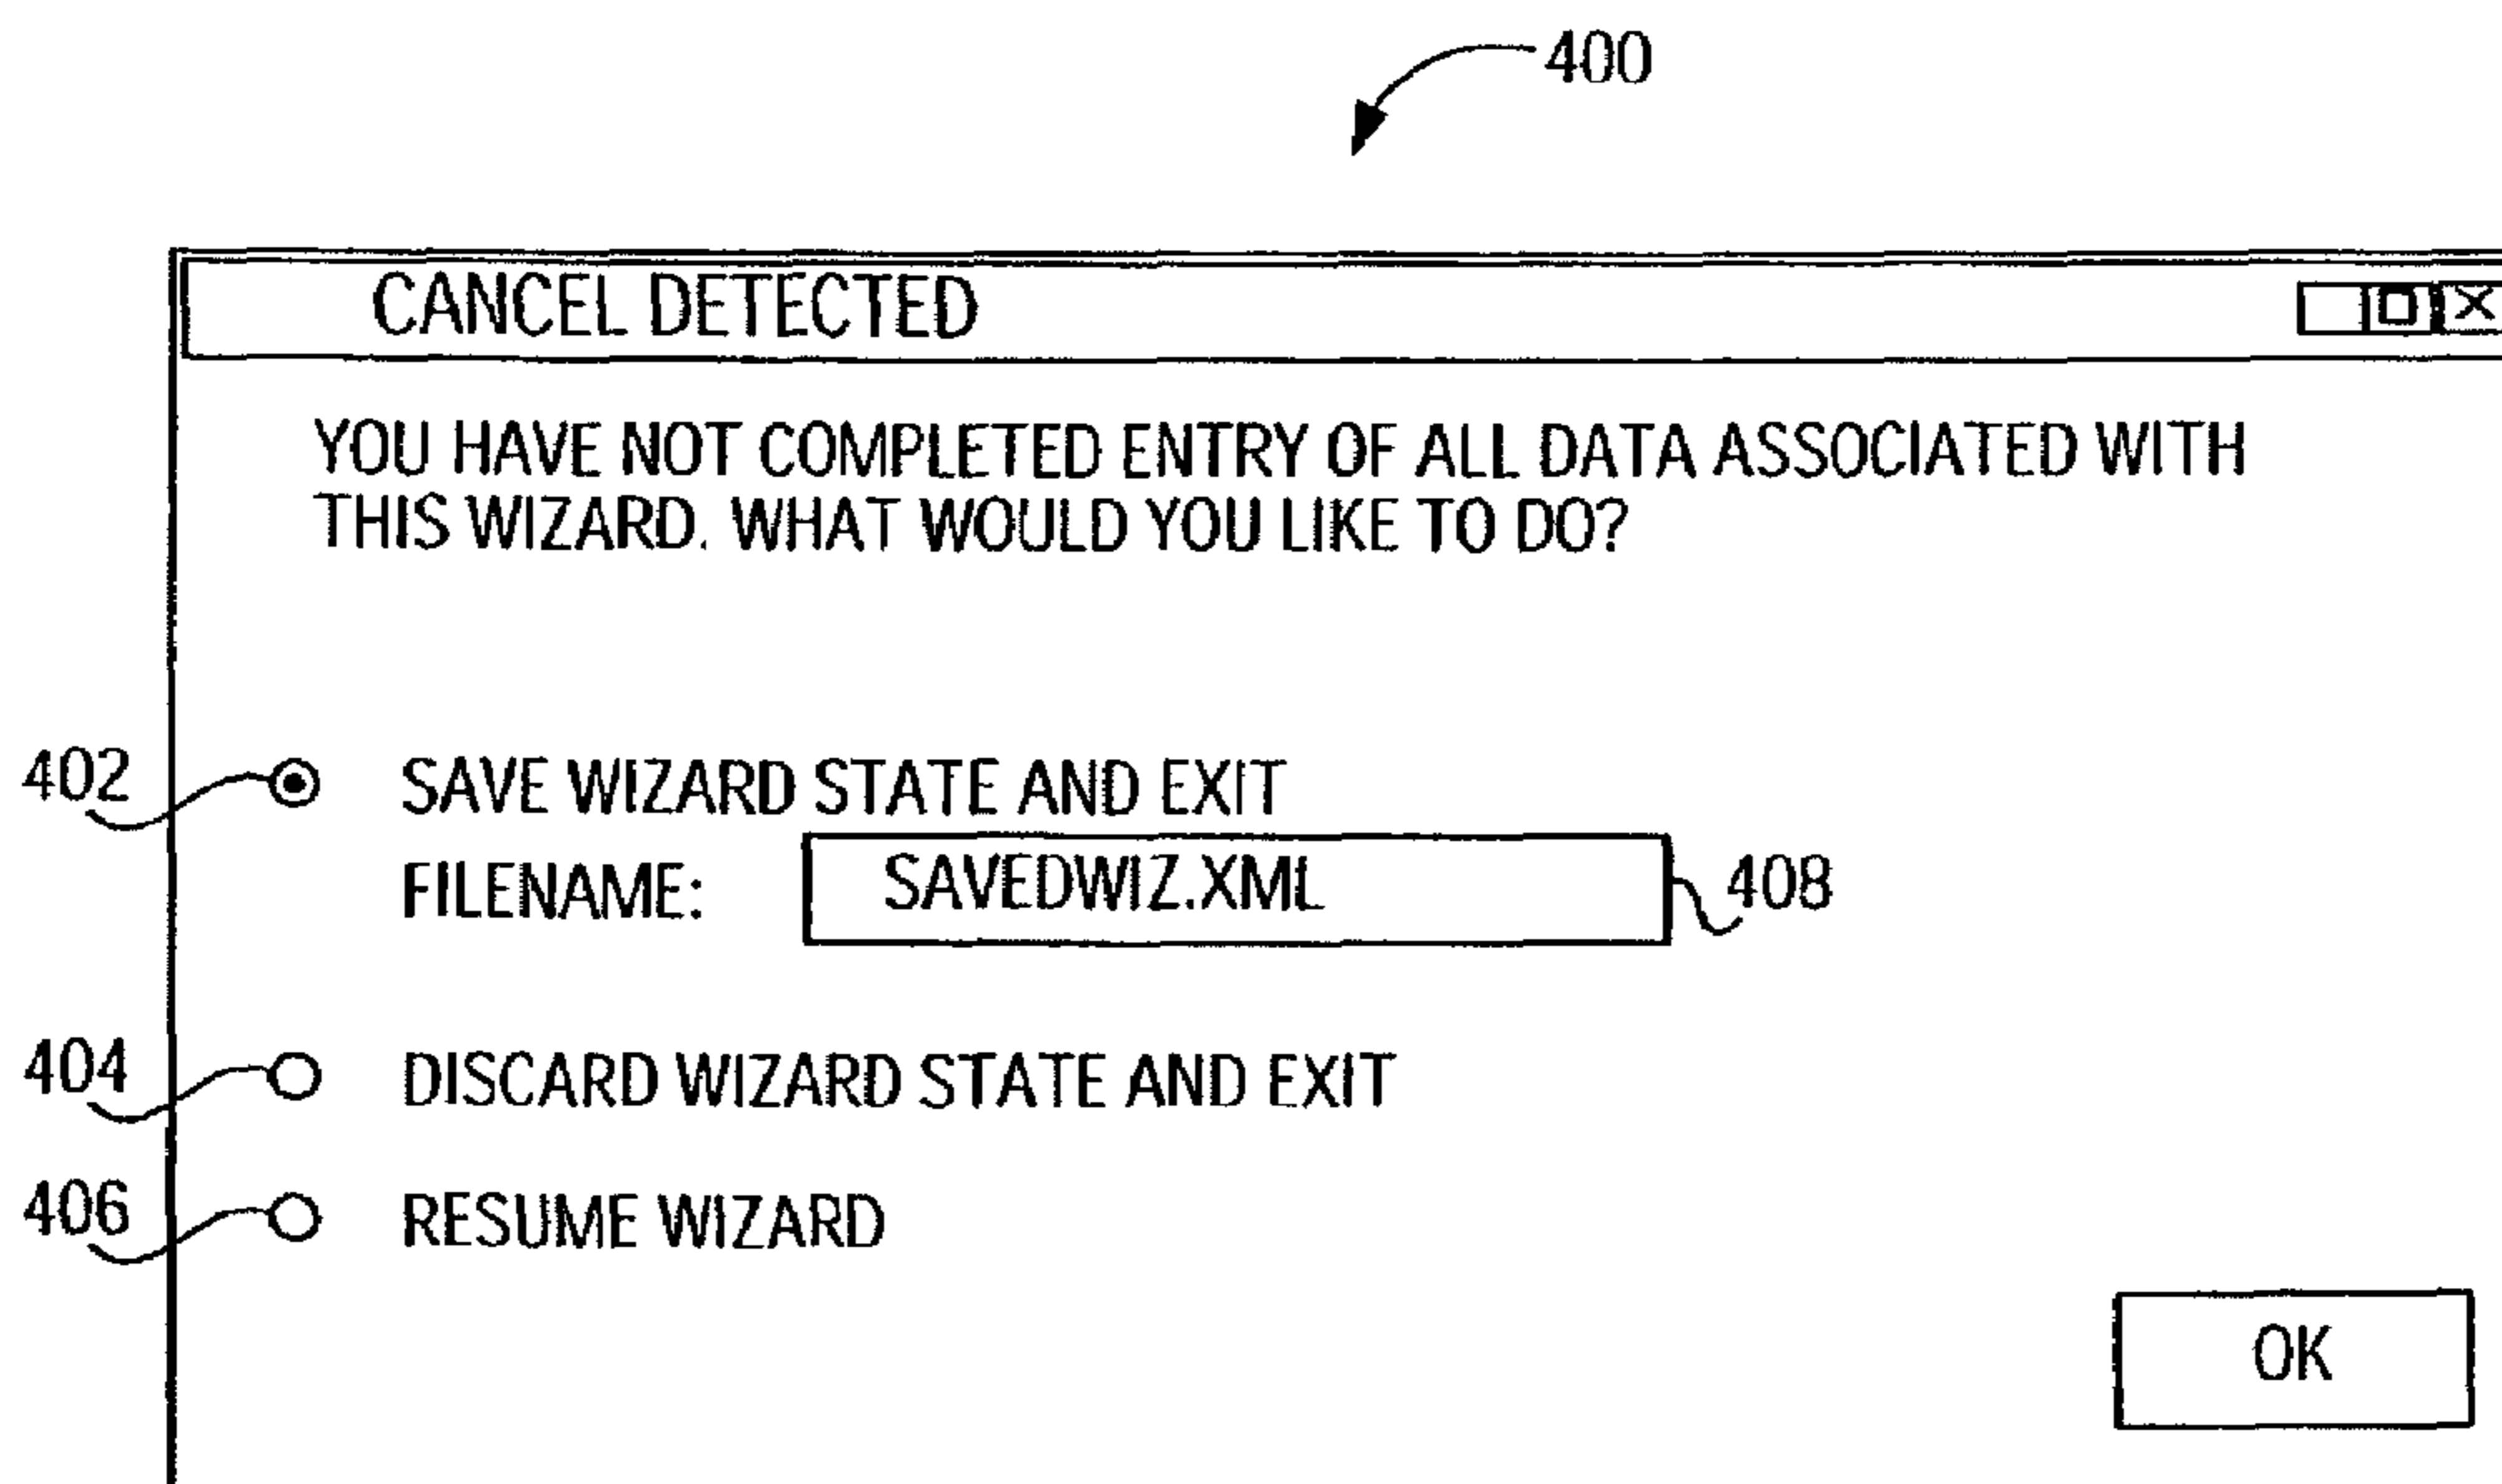 400
CANCEL DETECTED
YOU HAVE NOT COMPLETED ENTRY OF ALL DATA ASSOCIATED WITH
THIS WIZARD. WHAT WOULD YOU LIKE TO DO?
402 SAVE WIZARD STATE AND EXIT
FILENAME: SAVEDWIZ.XML 408
404 DISCARD WIZARD STATE AND EXIT
406 RESUME WIZARD
OK